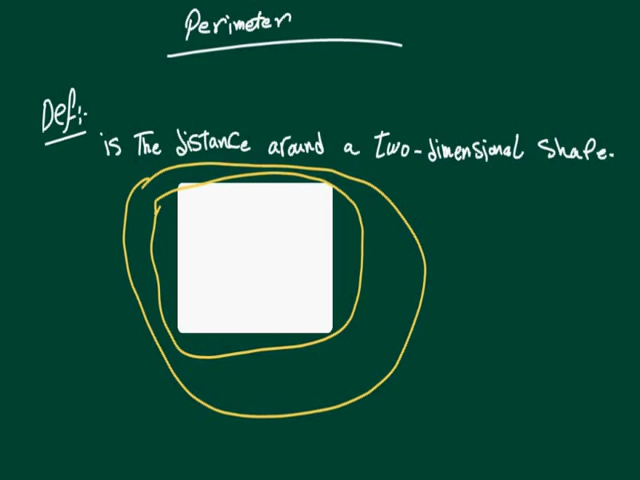 Perimeter
Def:-
is The distance around a Two-dimensional shape.